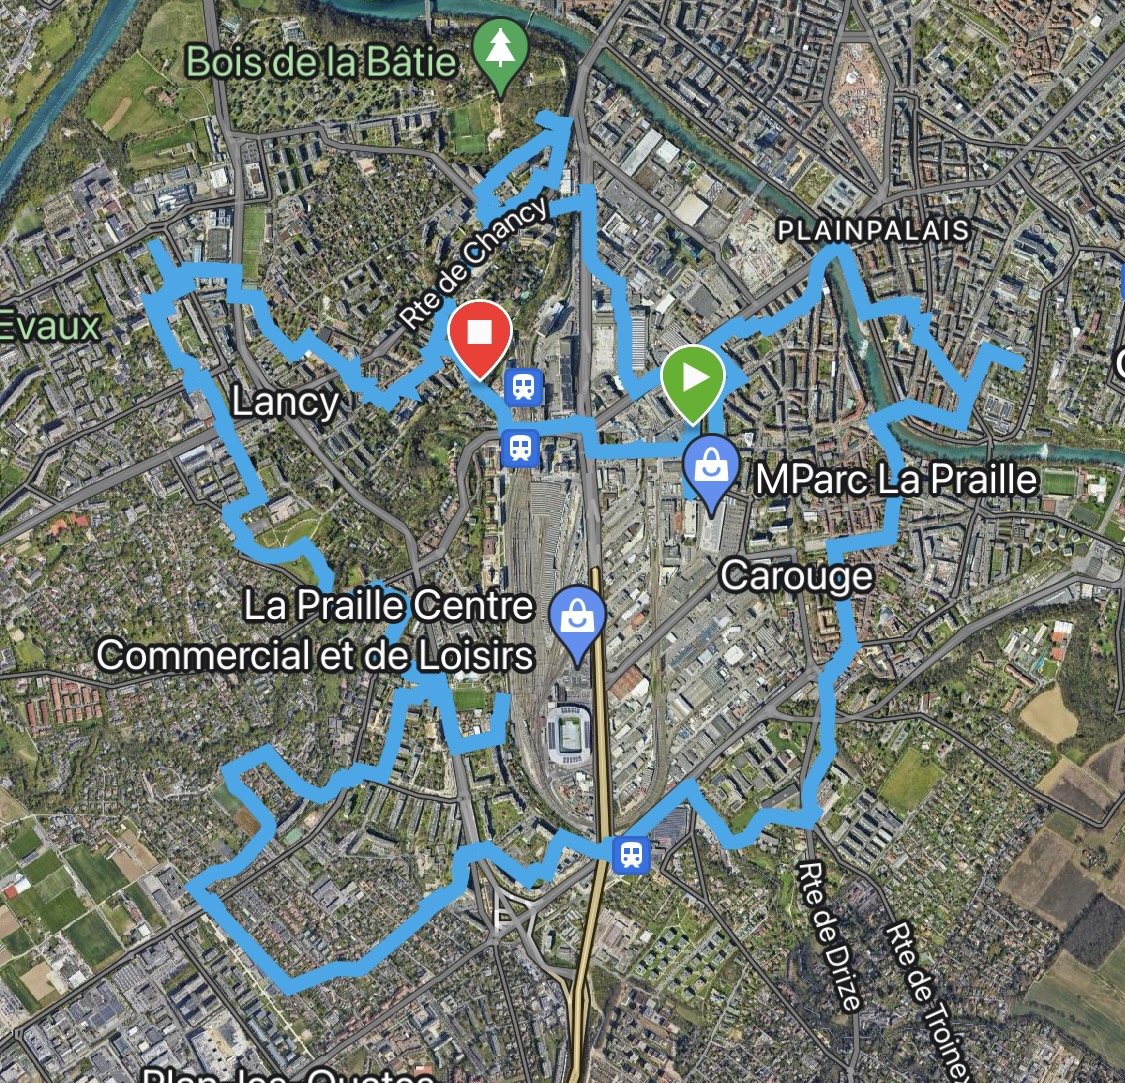 Bois de la Bâtie
PLAINPALAIS
Rte de Chancy
Evaux
Lancy
MParc La Praille
Carouge
La Praille Centre
Commercial et de Loisirs
Rte de Drize
Rte de Troinex
Plan-les-Ouates